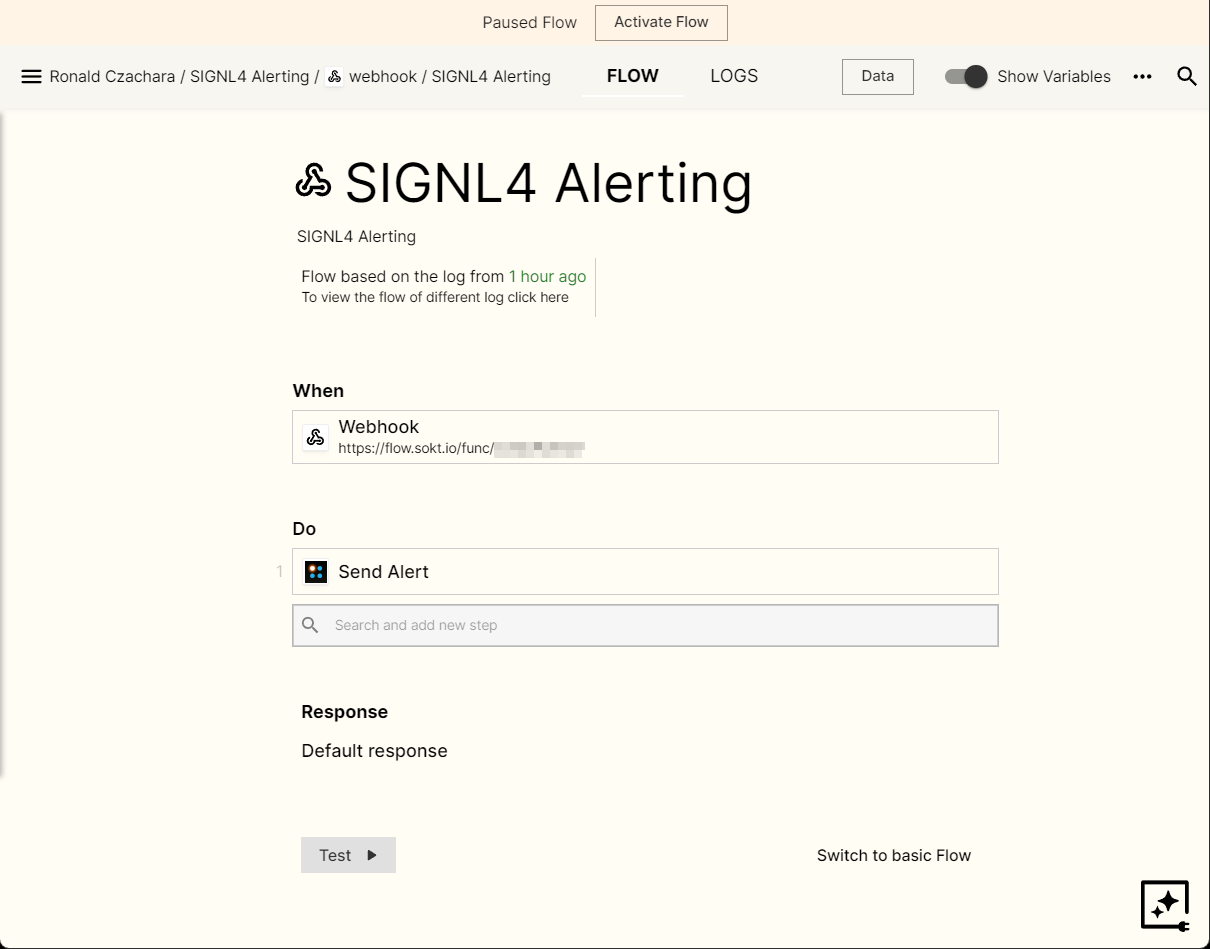 Paused Flow Activate Flow
Ronald Czachara / SIGNL4 Alerting / webhook / SIGNL4 Alerting FLOW LOGS Data Show Variables
SIGNL4 Alerting
SIGNL4 Alerting
Flow based on the log from 1 hour ago
To view the flow of different log click here
When
Webhook
https://flow.sokt.io/func/
Do
1 Send Alert
Search and add new step
Response
Default response
Test Switch to basic Flow